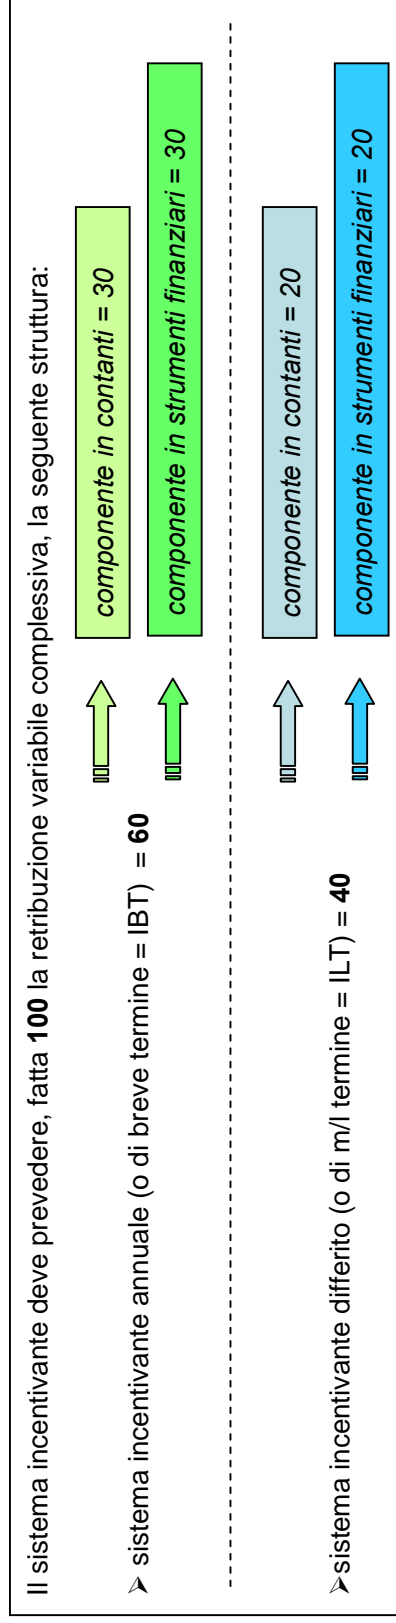 Il sistema incentivante deve prevedere, fatta 100 la retribuzione variabile complessiva, la seguente struttura:
➢ sistema incentivante annuale (o di breve termine = IBT) = 60
componente in contanti = 30
componente in strumenti finanziari = 30
➢sistema incentivante differito (o di m/l termine = ILT) = 40
componente in contanti = 20
componente in strumenti finanziari = 20